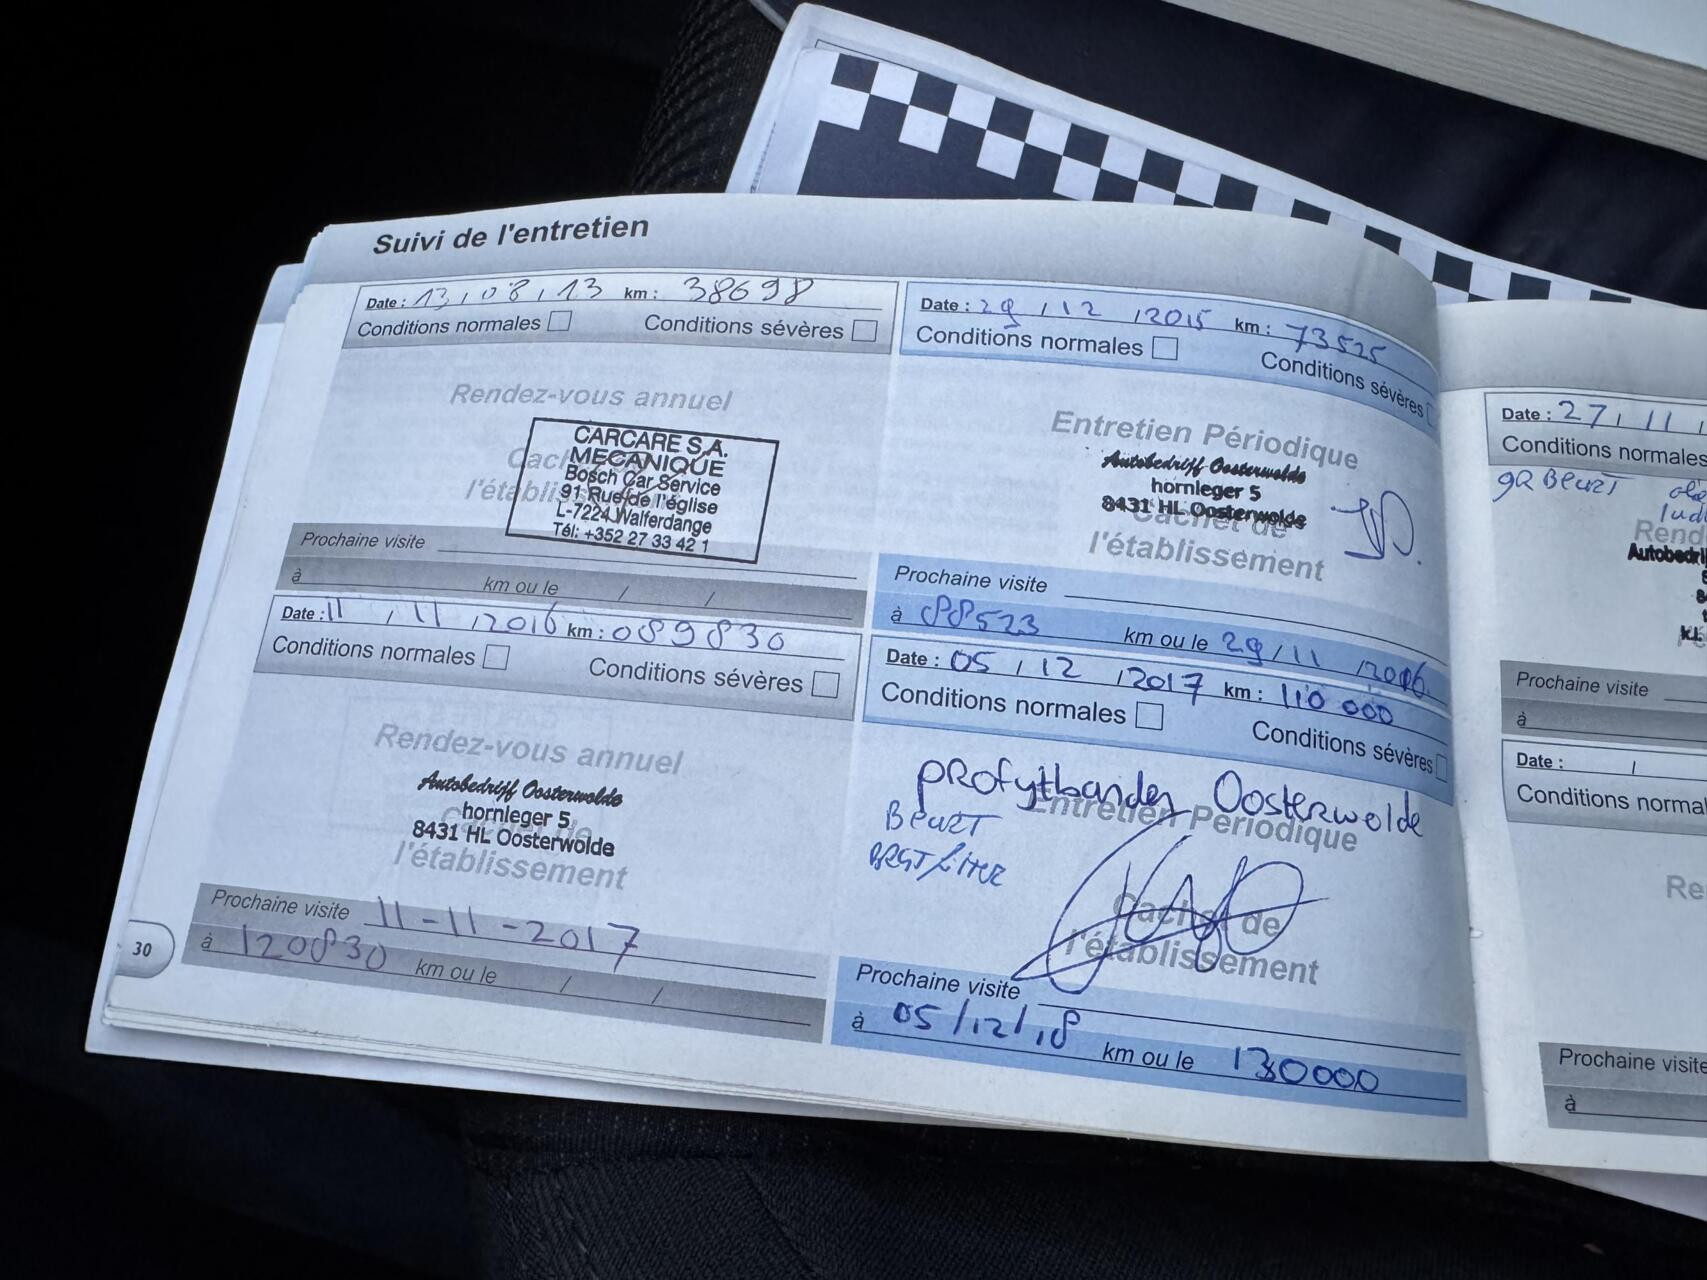 Suivi de l'entretien
Date : 13 / 08 / 13 km : 38698
Conditions normales Conditions sévères
Rendez-vous annuel
CARCARE S.A.
MECANIQUE
Bosch Car Service
91 Rue de l'église
L-7224 Walferdange
Tél: +352 27 33 42 1
Prochaine visite
à km ou le / /
Date : 29 / 12 / 2015 km : 73525
Conditions normales Conditions sévères
Entretien Périodique
Autobedrijf Oosterwolde
hornleger 5
8431 HL Oosterwolde
Cachet de
l'établissement
Prochaine visite
à 88523 km ou le 29 / 11 / 2016
Date : 11 / 11 / 2016 km : 089830
Conditions normales Conditions sévères
Rendez-vous annuel
Autobedrijf Oosterwolde
hornleger 5
8431 HL Oosterwolde
Cachet de
l'établissement
Prochaine visite 11-11-2017
à 120830 km ou le / /
Date : 05 / 12 / 2017 km : 110 000
Conditions normales Conditions sévères
profytbanden Oosterwolde
Entretien Périodique
Beurt
Cachet de
l'établissement
Prochaine visite
à 05/12/18 km ou le 130000
30
Date : 27 / 11 /
Conditions normales
gR Beurt
Rend
Autobedrij
Prochaine visite
à
Date : /
Conditions norma
Re
Prochaine visite
à